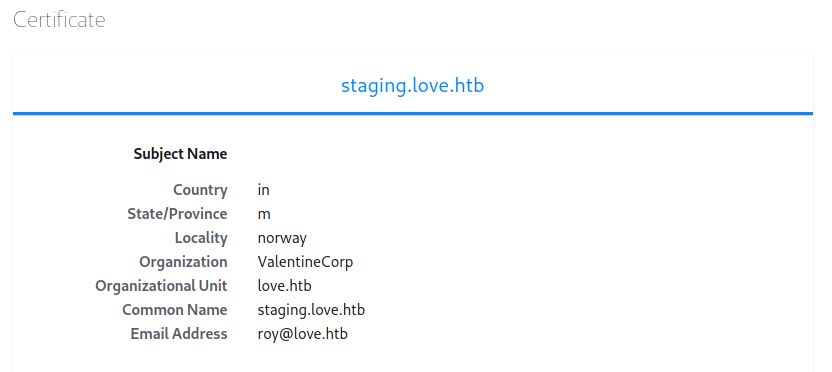 Certificate
staging.love.htb
Subject Name
Country in
State/Province m
Locality norway
Organization ValentineCorp
Organizational Unit love.htb
Common Name staging.love.htb
Email Address roy@love.htb